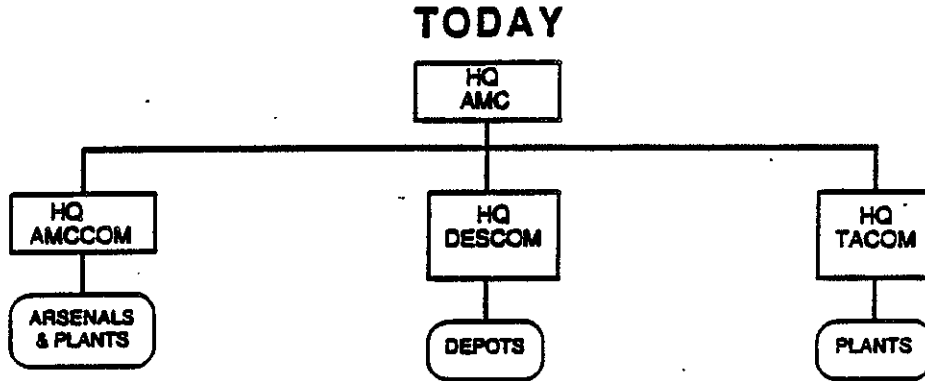 TODAY
HQ
AMC
HQ
AMCCOM
HQ
DESCOM
HQ
TACOM
ARSENALS
& PLANTS
DEPOTS
PLANTS